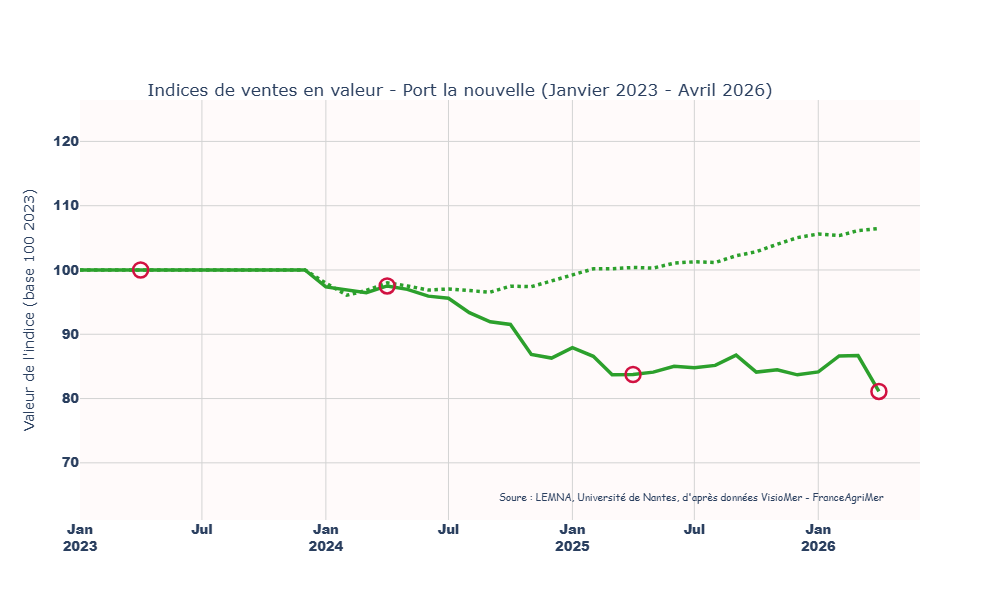 Indices de ventes en valeur - Port la nouvelle (Janvier 2023 - Avril 2026)
Valeur de l'indice (base 100 2023)
120
110
100
90
80
70
Soure : LEMNA, Université de Nantes, d'après données VisioMer - FranceAgriMer
Jan Jul Jan Jul Jan Jul Jan
2023 2024 2025 2026